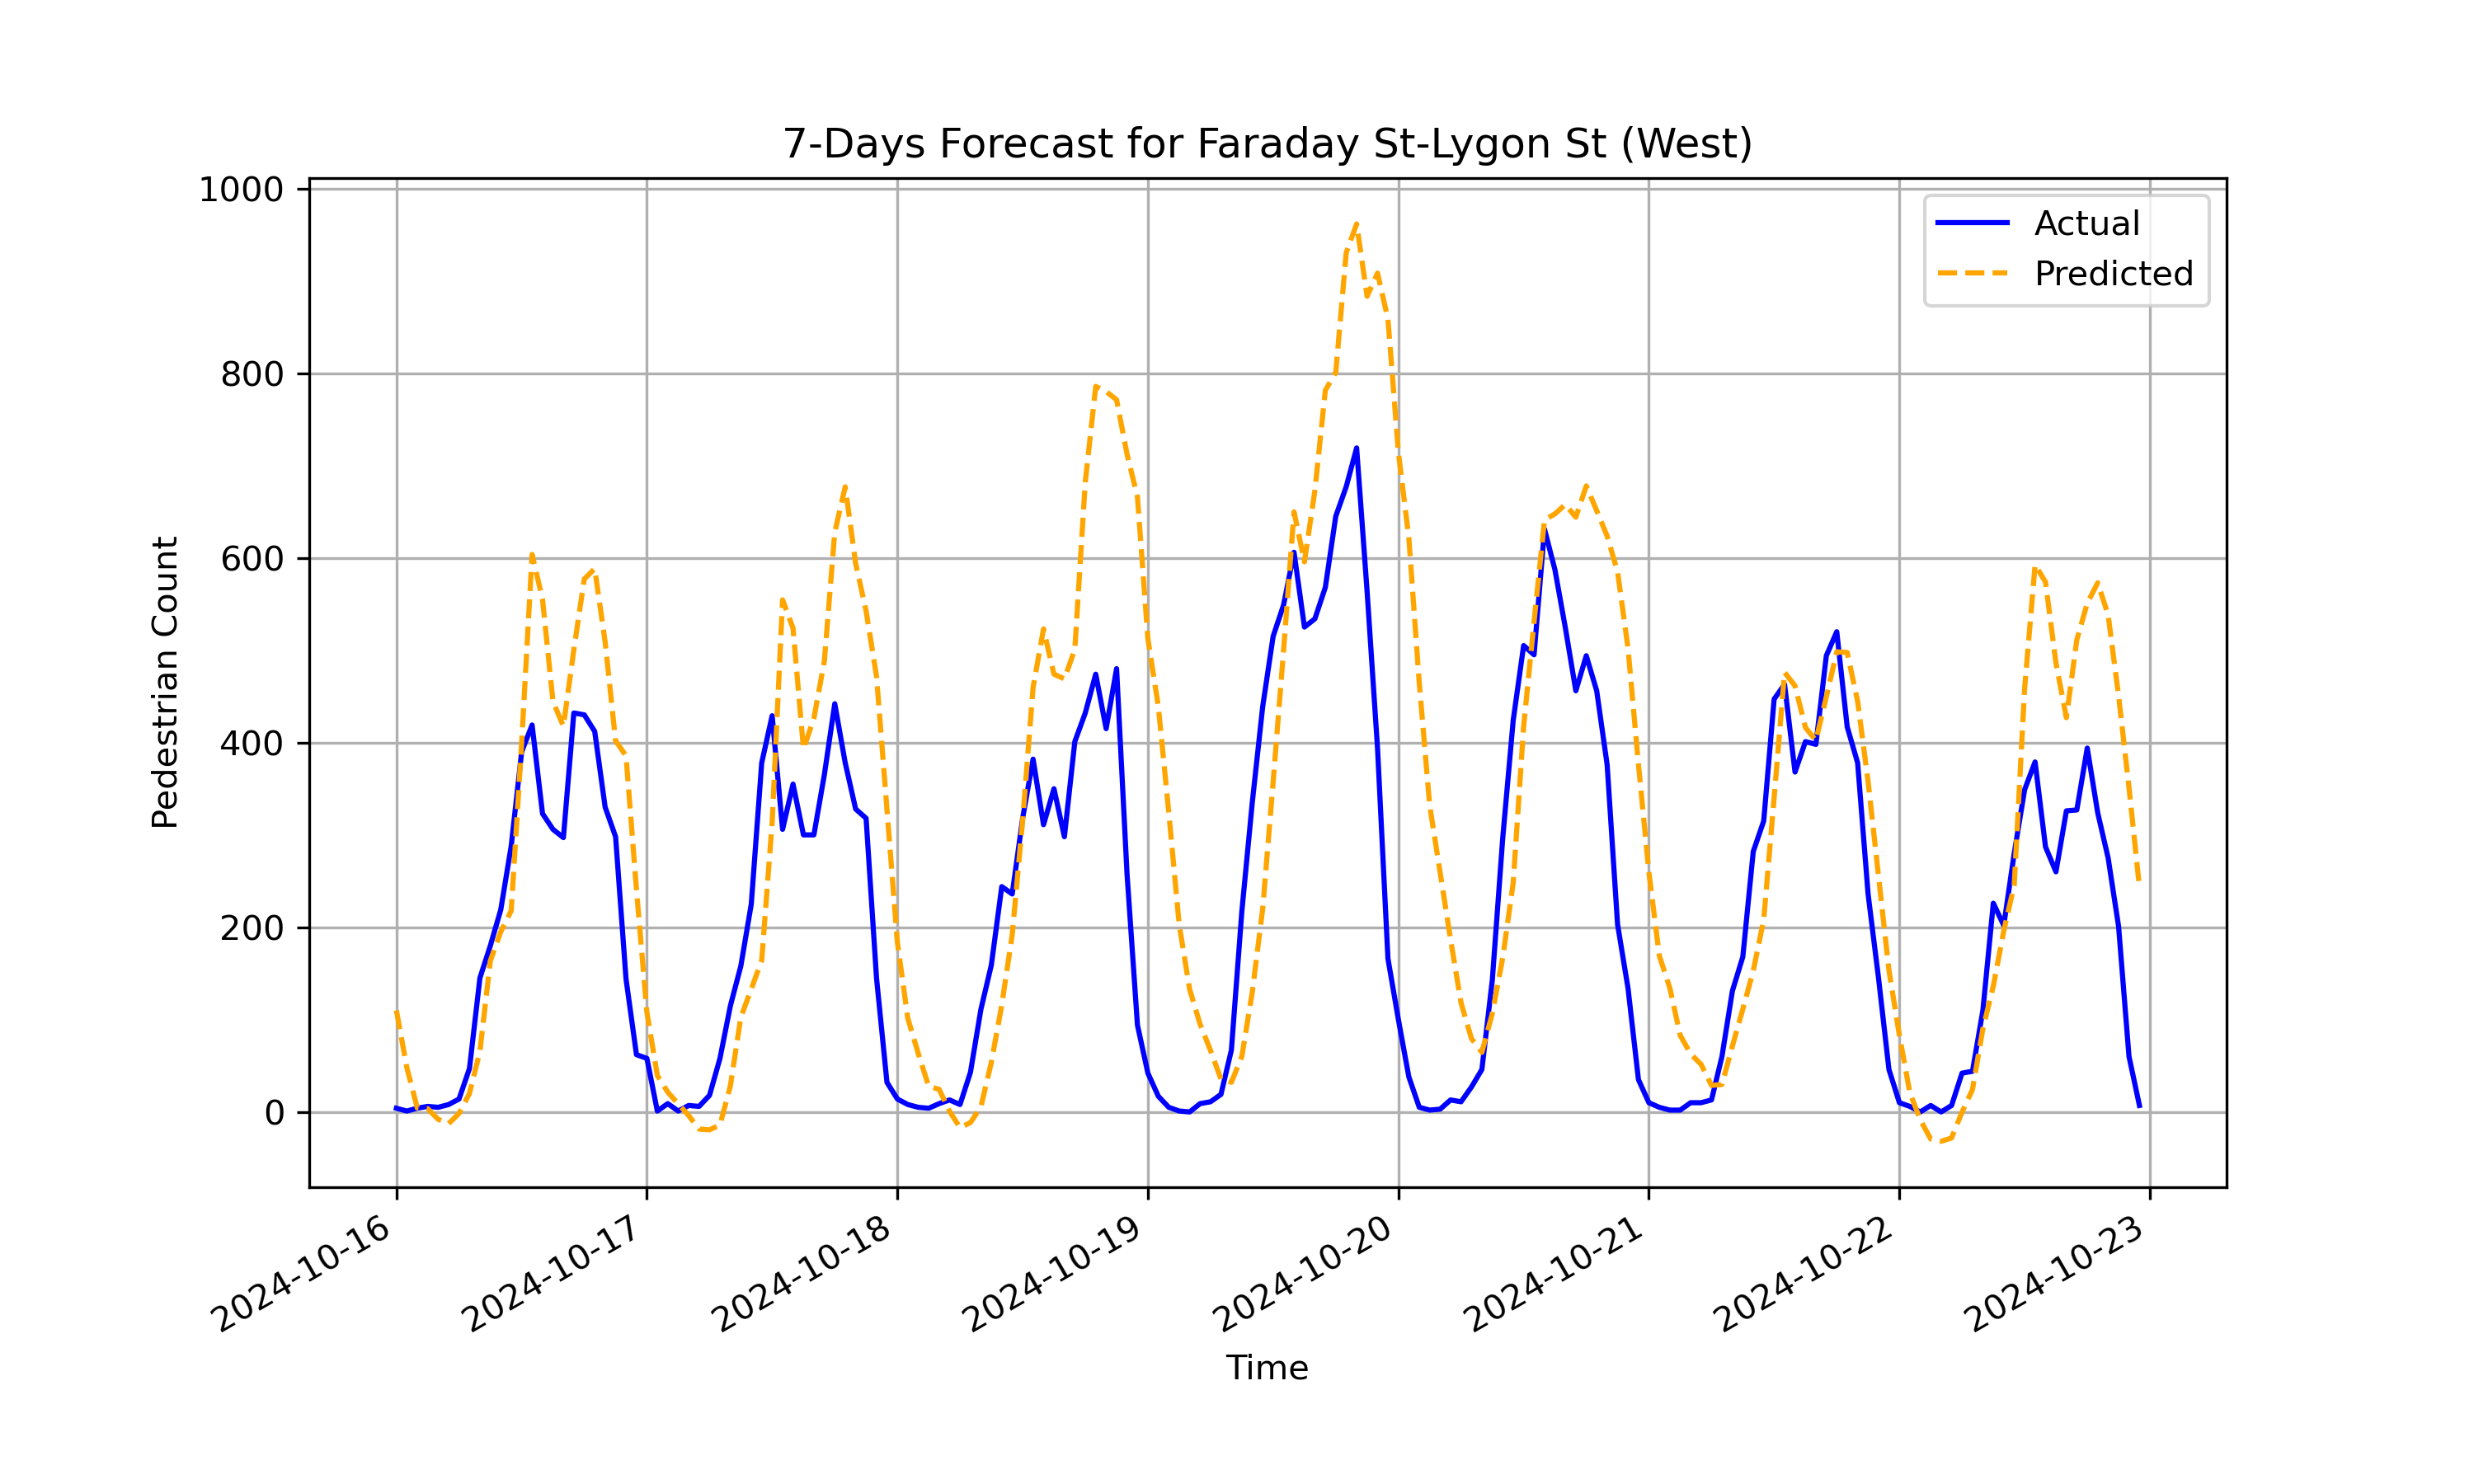 7-Days Forecast for Faraday St-Lygon St (West)
1000
800
600
400
200
0
Pedestrian Count
Actual
Predicted
2024-10-16
2024-10-17
2024-10-18
2024-10-19
2024-10-20
2024-10-21
2024-10-22
2024-10-23
Time